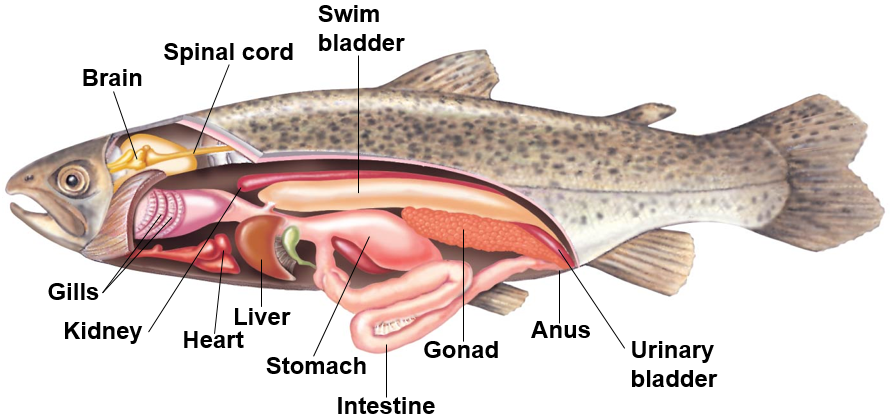 Swim
bladder
Spinal cord
Brain
Gills
Kidney
Heart
Liver
Stomach
Intestine
Gonad
Anus
Urinary
bladder